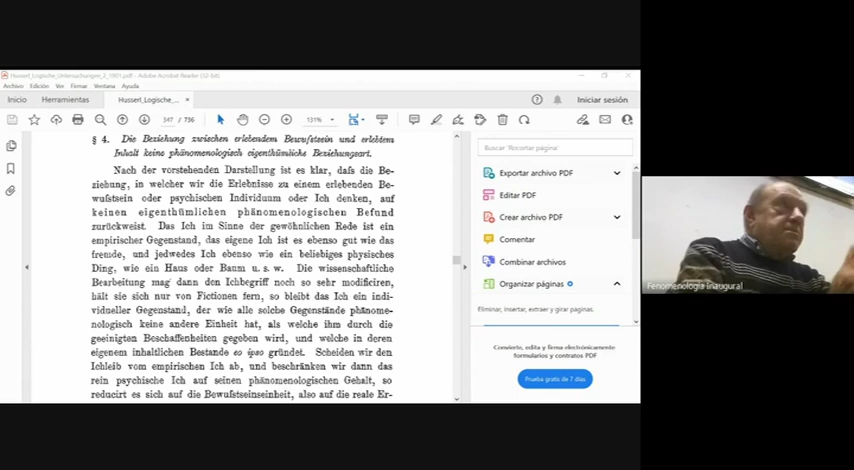 Husserl_Logische_Untersuchungen_2_1901.pdf - Adobe Acrobat Reader (32-bit)
Archivo Edición Ver Firmar Ventana Ayuda
Inicio Herramientas Husserl_Logische_... × Iniciar sesión
347 / 736 131%
§ 4. Die Beziehung zwischen erlebendem Bewufstsein und erlebtem
Inhalt keine phänomenologisch eigenthümliche Beziehungsart.
Nach der vorstehenden Darstellung ist es klar, dafs die Be-
ziehung, in welcher wir die Erlebnisse zu einem erlebenden Be-
wufstsein oder psychischen Individuum oder Ich denken, auf
keinen eigenthümlichen phänomenologischen Befund
zurückweist. Das Ich im Sinne der gewöhnlichen Rede ist ein
empirischer Gegenstand, das eigene Ich ist es ebenso gut wie das
fremde, und jedwedes Ich ebenso wie ein beliebiges physisches
Ding, wie ein Haus oder Baum u. s. w. Die wissenschaftliche
Bearbeitung mag dann den Ichbegriff noch so sehr modificiren,
hält sie sich nur von Fictionen fern, so bleibt das Ich ein indi-
vidueller Gegenstand, der wie alle solche Gegenstände phänome-
nologisch keine andere Einheit hat, als welche ihm durch die
geeinigten Beschaffenheiten gegeben wird, und welche in deren
eigenem inhaltlichen Bestande eo ipso gründet. Scheiden wir den
Ichleib vom empirischen Ich ab, und beschränken wir dann das
rein psychische Ich auf seinen phänomenologischen Gehalt, so
reducirt es sich auf die Bewufstseinseinheit, also auf die reale Er-
Buscar 'Recortar página'
Exportar archivo PDF
Editar PDF
Crear archivo PDF
Comentar
Combinar archivos
Organizar páginas
Eliminar, insertar, extraer y girar páginas.
Convierte, edita y firma electrónicamente
formularios y contratos PDF
Prueba gratis de 7 días
Fenomenología Inaugural